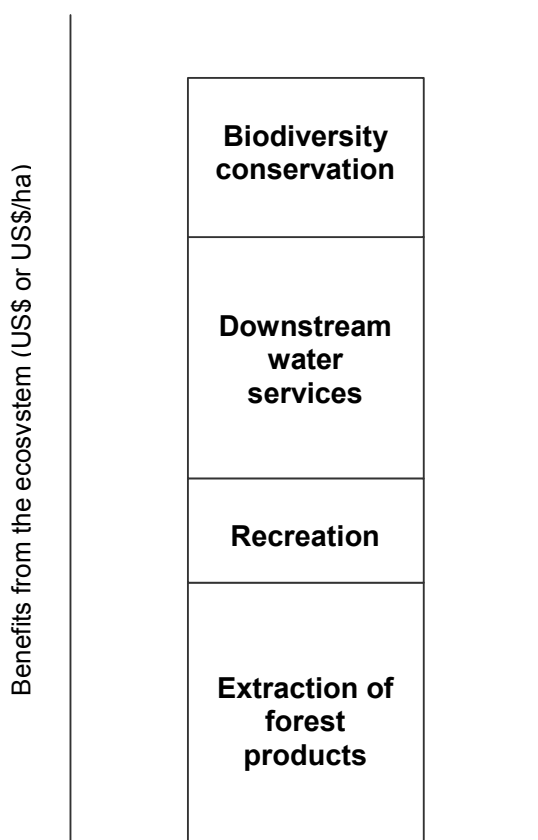 Benefits from the ecosystem (US$ or US$/ha)
Biodiversity
conservation
Downstream
water
services
Recreation
Extraction of
forest
products